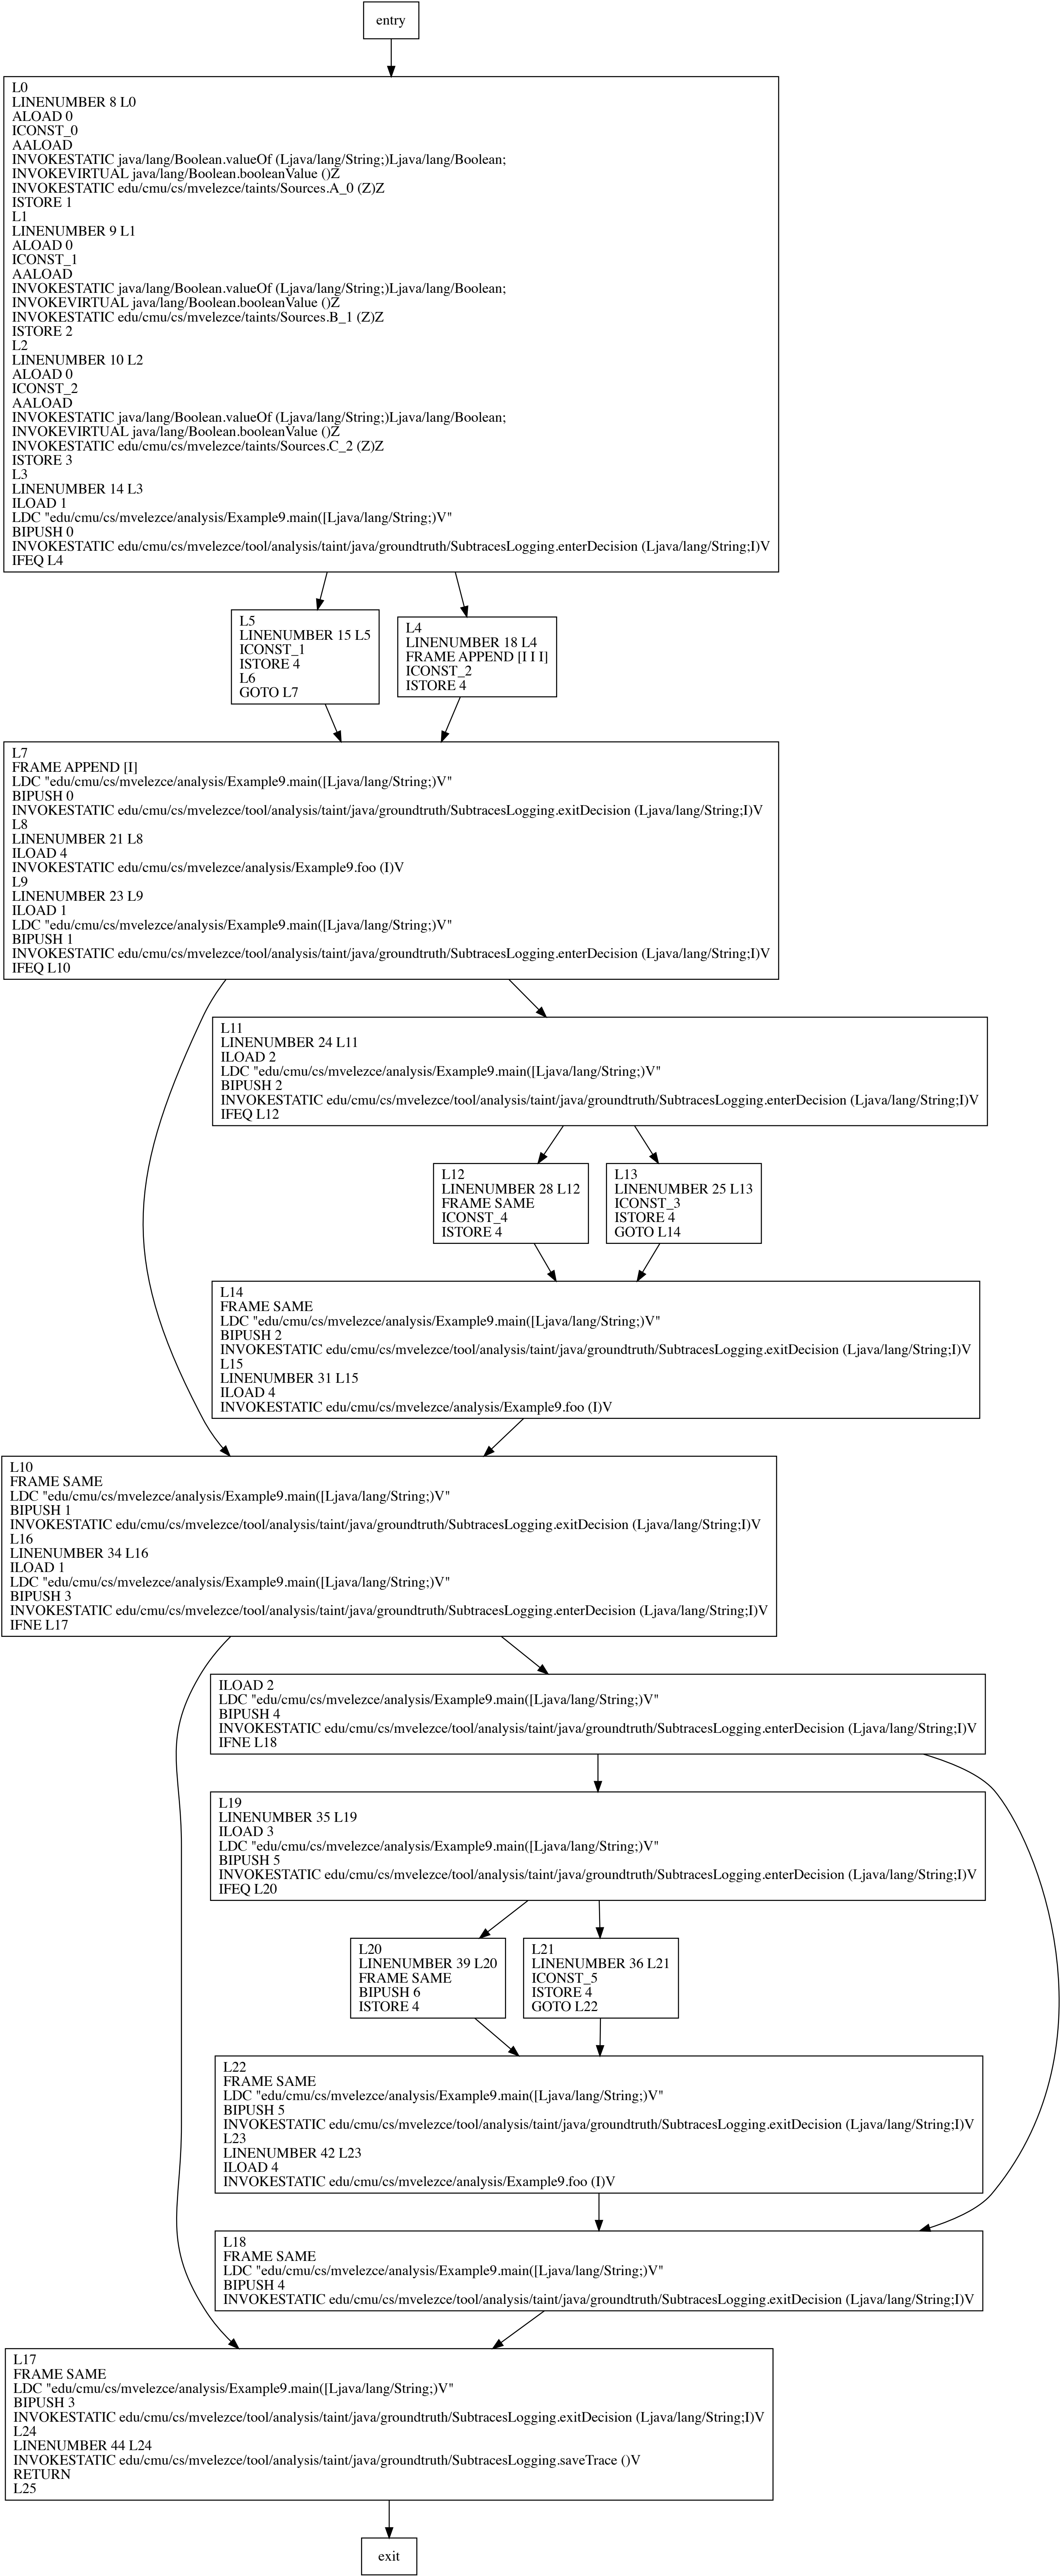 entry
L0
LINENUMBER 8 L0
ALOAD 0
ICONST_0
AALOAD
INVOKESTATIC java/lang/Boolean.valueOf (Ljava/lang/String;)Ljava/lang/Boolean;
INVOKEVIRTUAL java/lang/Boolean.booleanValue ()Z
INVOKESTATIC edu/cmu/cs/mvelezce/taints/Sources.A_0 (Z)Z
ISTORE 1
L1
LINENUMBER 9 L1
ALOAD 0
ICONST_1
AALOAD
INVOKESTATIC java/lang/Boolean.valueOf (Ljava/lang/String;)Ljava/lang/Boolean;
INVOKEVIRTUAL java/lang/Boolean.booleanValue ()Z
INVOKESTATIC edu/cmu/cs/mvelezce/taints/Sources.B_1 (Z)Z
ISTORE 2
L2
LINENUMBER 10 L2
ALOAD 0
ICONST_2
AALOAD
INVOKESTATIC java/lang/Boolean.valueOf (Ljava/lang/String;)Ljava/lang/Boolean;
INVOKEVIRTUAL java/lang/Boolean.booleanValue ()Z
INVOKESTATIC edu/cmu/cs/mvelezce/taints/Sources.C_2 (Z)Z
ISTORE 3
L3
LINENUMBER 14 L3
ILOAD 1
LDC "edu/cmu/cs/mvelezce/analysis/Example9.main([Ljava/lang/String;)V"
BIPUSH 0
INVOKESTATIC edu/cmu/cs/mvelezce/tool/analysis/taint/java/groundtruth/SubtracesLogging.enterDecision (Ljava/lang/String;I)V
IFEQ L4
L5
LINENUMBER 15 L5
ICONST_1
ISTORE 4
L6
GOTO L7
L4
LINENUMBER 18 L4
FRAME APPEND [I I I]
ICONST_2
ISTORE 4
L7
FRAME APPEND [I]
LDC "edu/cmu/cs/mvelezce/analysis/Example9.main([Ljava/lang/String;)V"
BIPUSH 0
INVOKESTATIC edu/cmu/cs/mvelezce/tool/analysis/taint/java/groundtruth/SubtracesLogging.exitDecision (Ljava/lang/String;I)V
L8
LINENUMBER 21 L8
ILOAD 4
INVOKESTATIC edu/cmu/cs/mvelezce/analysis/Example9.foo (I)V
L9
LINENUMBER 23 L9
ILOAD 1
LDC "edu/cmu/cs/mvelezce/analysis/Example9.main([Ljava/lang/String;)V"
BIPUSH 1
INVOKESTATIC edu/cmu/cs/mvelezce/tool/analysis/taint/java/groundtruth/SubtracesLogging.enterDecision (Ljava/lang/String;I)V
IFEQ L10
L11
LINENUMBER 24 L11
ILOAD 2
LDC "edu/cmu/cs/mvelezce/analysis/Example9.main([Ljava/lang/String;)V"
BIPUSH 2
INVOKESTATIC edu/cmu/cs/mvelezce/tool/analysis/taint/java/groundtruth/SubtracesLogging.enterDecision (Ljava/lang/String;I)V
IFEQ L12
L12
LINENUMBER 28 L12
FRAME SAME
ICONST_4
ISTORE 4
L13
LINENUMBER 25 L13
ICONST_3
ISTORE 4
GOTO L14
L14
FRAME SAME
LDC "edu/cmu/cs/mvelezce/analysis/Example9.main([Ljava/lang/String;)V"
BIPUSH 2
INVOKESTATIC edu/cmu/cs/mvelezce/tool/analysis/taint/java/groundtruth/SubtracesLogging.exitDecision (Ljava/lang/String;I)V
L15
LINENUMBER 31 L15
ILOAD 4
INVOKESTATIC edu/cmu/cs/mvelezce/analysis/Example9.foo (I)V
L10
FRAME SAME
LDC "edu/cmu/cs/mvelezce/analysis/Example9.main([Ljava/lang/String;)V"
BIPUSH 1
INVOKESTATIC edu/cmu/cs/mvelezce/tool/analysis/taint/java/groundtruth/SubtracesLogging.exitDecision (Ljava/lang/String;I)V
L16
LINENUMBER 34 L16
ILOAD 1
LDC "edu/cmu/cs/mvelezce/analysis/Example9.main([Ljava/lang/String;)V"
BIPUSH 3
INVOKESTATIC edu/cmu/cs/mvelezce/tool/analysis/taint/java/groundtruth/SubtracesLogging.enterDecision (Ljava/lang/String;I)V
IFNE L17
ILOAD 2
LDC "edu/cmu/cs/mvelezce/analysis/Example9.main([Ljava/lang/String;)V"
BIPUSH 4
INVOKESTATIC edu/cmu/cs/mvelezce/tool/analysis/taint/java/groundtruth/SubtracesLogging.enterDecision (Ljava/lang/String;I)V
IFNE L18
L19
LINENUMBER 35 L19
ILOAD 3
LDC "edu/cmu/cs/mvelezce/analysis/Example9.main([Ljava/lang/String;)V"
BIPUSH 5
INVOKESTATIC edu/cmu/cs/mvelezce/tool/analysis/taint/java/groundtruth/SubtracesLogging.enterDecision (Ljava/lang/String;I)V
IFEQ L20
L20
LINENUMBER 39 L20
FRAME SAME
BIPUSH 6
ISTORE 4
L21
LINENUMBER 36 L21
ICONST_5
ISTORE 4
GOTO L22
L22
FRAME SAME
LDC "edu/cmu/cs/mvelezce/analysis/Example9.main([Ljava/lang/String;)V"
BIPUSH 5
INVOKESTATIC edu/cmu/cs/mvelezce/tool/analysis/taint/java/groundtruth/SubtracesLogging.exitDecision (Ljava/lang/String;I)V
L23
LINENUMBER 42 L23
ILOAD 4
INVOKESTATIC edu/cmu/cs/mvelezce/analysis/Example9.foo (I)V
L18
FRAME SAME
LDC "edu/cmu/cs/mvelezce/analysis/Example9.main([Ljava/lang/String;)V"
BIPUSH 4
INVOKESTATIC edu/cmu/cs/mvelezce/tool/analysis/taint/java/groundtruth/SubtracesLogging.exitDecision (Ljava/lang/String;I)V
L17
FRAME SAME
LDC "edu/cmu/cs/mvelezce/analysis/Example9.main([Ljava/lang/String;)V"
BIPUSH 3
INVOKESTATIC edu/cmu/cs/mvelezce/tool/analysis/taint/java/groundtruth/SubtracesLogging.exitDecision (Ljava/lang/String;I)V
L24
LINENUMBER 44 L24
INVOKESTATIC edu/cmu/cs/mvelezce/tool/analysis/taint/java/groundtruth/SubtracesLogging.saveTrace ()V
RETURN
L25
exit